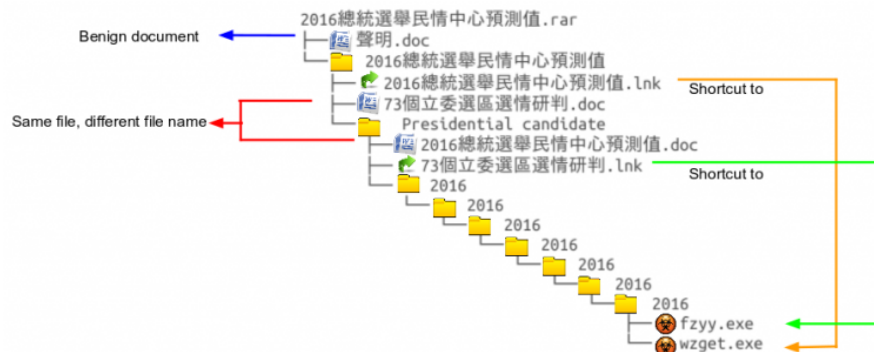 2016總統選舉民情中心預測值.rar
Benign document
聲明.doc
2016總統選舉民情中心預測值
2016總統選舉民情中心預測值.lnk
Shortcut to
73個立委選區選情研判.doc
Same file, different file name
Presidential candidate
2016總統選舉民情中心預測值.doc
73個立委選區選情研判.lnk
Shortcut to
2016
2016
2016
2016
2016
2016
2016
fzyy.exe
wzget.exe